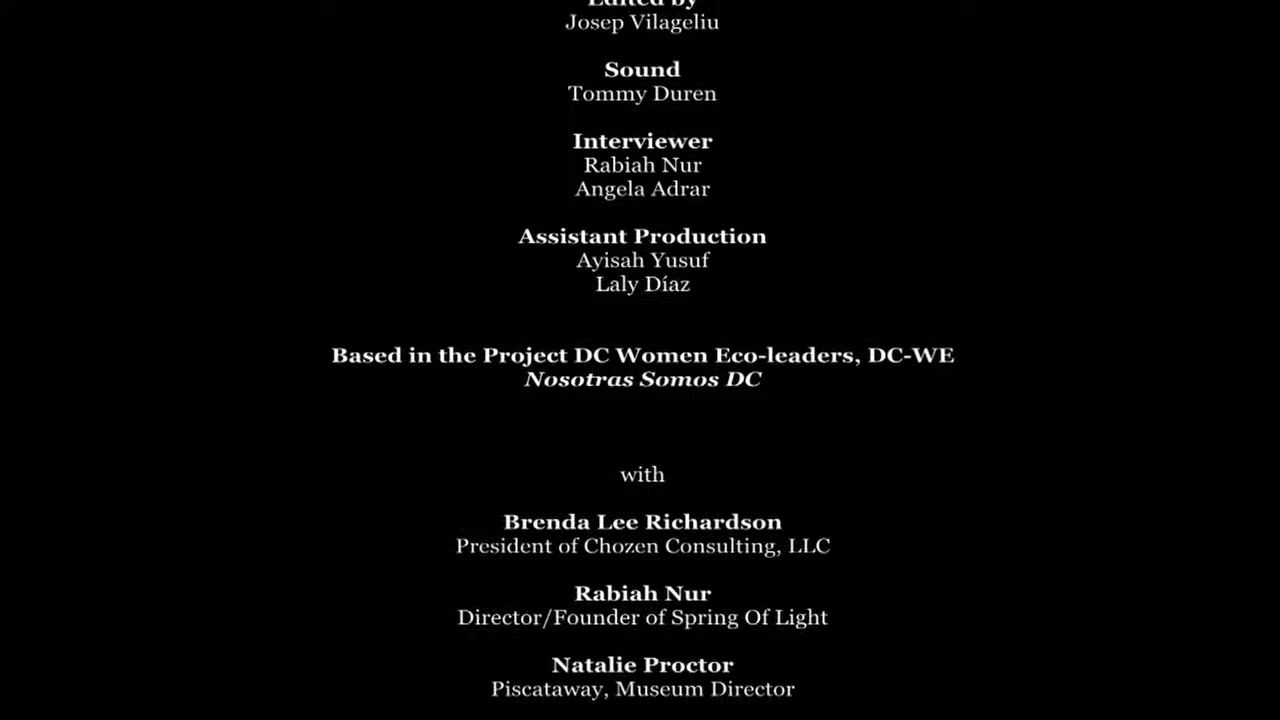 Edited by
Josep Vilageliu
Sound
Tommy Duren
Interviewer
Rabiah Nur
Angela Adrar
Assistant Production
Ayisah Yusuf
Laly Díaz
Based in the Project DC Women Eco-leaders, DC-WE
Nosotras Somos DC
with
Brenda Lee Richardson
President of Chozen Consulting, LLC
Rabiah Nur
Director/Founder of Spring Of Light
Natalie Proctor
Piscataway, Museum Director